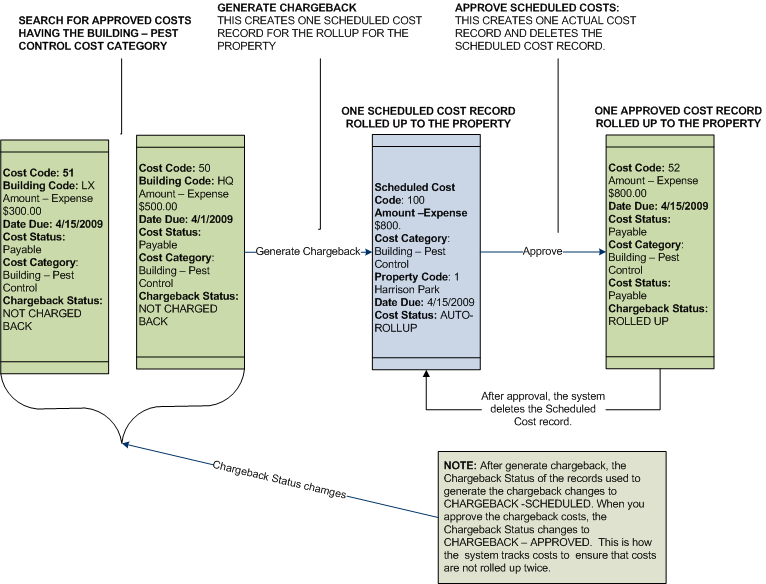 SEARCH FOR APPROVED COSTS
HAVING THE BUILDING – PEST
CONTROL COST CATEGORY
GENERATE CHARGEBACK
THIS CREATES ONE SCHEDULED COST
RECORD FOR THE ROLLUP FOR THE
PROPERTY
APPROVE SCHEDULED COSTS:
THIS CREATES ONE ACTUAL COST
RECORD AND DELETES THE
SCHEDULED COST RECORD.
ONE SCHEDULED COST RECORD
ROLLED UP TO THE PROPERTY
ONE APPROVED COST RECORD
ROLLED UP TO THE PROPERTY
Cost Code: 51
Building Code: LX
Amount – Expense
$300.00
Date Due: 4/15/2009
Cost Status:
Payable
Cost Category:
Building – Pest
Control
Chargeback Status:
NOT CHARGED
BACK
Cost Code: 50
Building Code: HQ
Amount – Expense
$500.00
Date Due: 4/1/2009
Cost Status:
Payable
Cost Category:
Building – Pest
Control
Chargeback Status:
NOT CHARGED
BACK
Generate Chargeback
Scheduled Cost
Code: 100
Amount –Expense
$800.
Cost Category:
Building – Pest
Control
Property Code: 1
Harrison Park
Date Due: 4/15/2009
Cost Status: AUTO-
ROLLUP
Approve
Cost Code: 52
Amount – Expense
$800.00
Date Due: 4/15/2009
Cost Status:
Payable
Cost Category:
Building – Pest
Control
Cost Status:
Payable
Chargeback Status:
ROLLED UP
After approval, the system
deletes the Scheduled
Cost record.
Chargeback Status changes
NOTE: After generate chargeback, the
Chargeback Status of the records used to
generate the chargeback changes to
CHARGEBACK -SCHEDULED. When you
approve the chargeback costs, the
Chargeback Status changes to
CHARGEBACK – APPROVED. This is how
the system tracks costs to ensure that costs
are not rolled up twice.